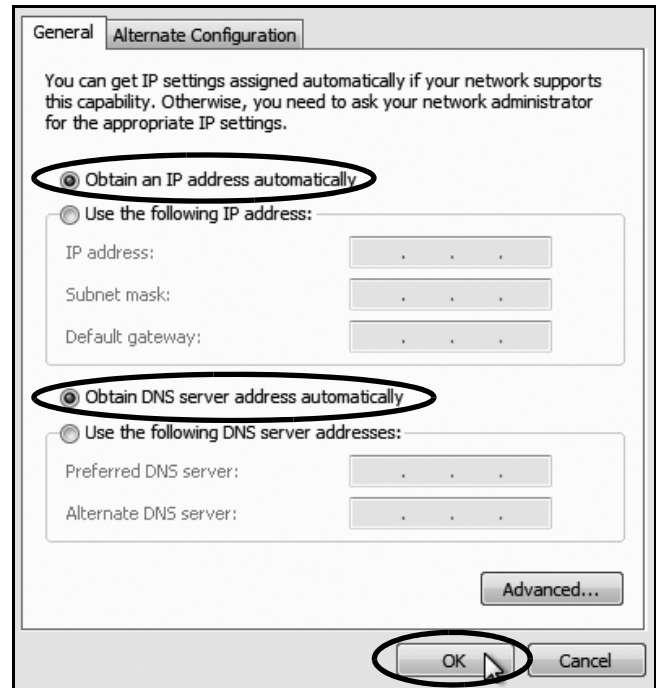 General
Alternate Configuration
You can get IP settings assigned automatically if your network supports
this capability. Otherwise, you need to ask your network administrator
for the appropriate IP settings.
Obtain an IP address automatically
Use the following IP address:
IP address:
Subnet mask:
Default gateway:
Obtain DNS server address automatically
Use the following DNS server addresses:
Preferred DNS server:
Alternate DNS server:
Advanced...
OK
Cancel